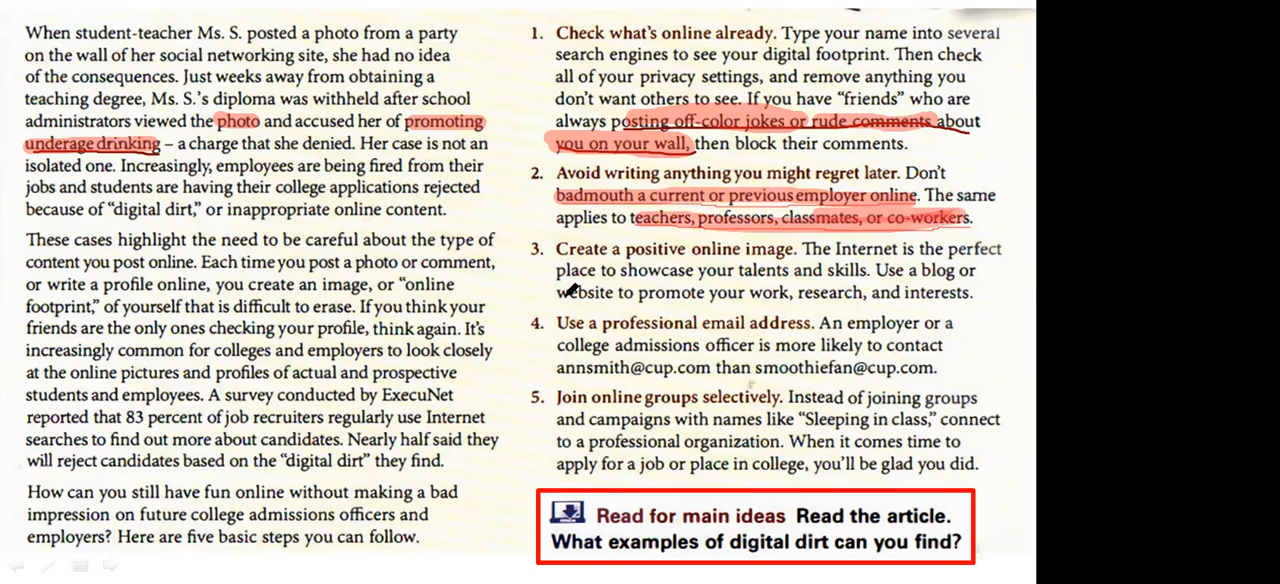 When student-teacher Ms. S. posted a photo from a party
on the wall of her social networking site, she had no idea
of the consequences. Just weeks away from obtaining a
teaching degree, Ms. S.'s diploma was withheld after school
administrators viewed the photo and accused her of promoting
underage drinking – a charge that she denied. Her case is not an
isolated one. Increasingly, employees are being fired from their
jobs and students are having their college applications rejected
because of "digital dirt," or inappropriate online content.
These cases highlight the need to be careful about the type of
content you post online. Each time you post a photo or comment,
or write a profile online, you create an image, or "online
footprint," of yourself that is difficult to erase. If you think your
friends are the only ones checking your profile, think again. It's
increasingly common for colleges and employers to look closely
at the online pictures and profiles of actual and prospective
students and employees. A survey conducted by ExecuNet
reported that 83 percent of job recruiters regularly use Internet
searches to find out more about candidates. Nearly half said they
will reject candidates based on the "digital dirt" they find.
How can you still have fun online without making a bad
impression on future college admissions officers and
employers? Here are five basic steps you can follow.
1. Check what's online already. Type your name into several
search engines to see your digital footprint. Then check
all of your privacy settings, and remove anything you
don't want others to see. If you have "friends" who are
always posting off-color jokes or rude comments about
you on your wall, then block their comments.
2. Avoid writing anything you might regret later. Don't
badmouth a current or previous employer online. The same
applies to teachers, professors, classmates, or co-workers.
3. Create a positive online image. The Internet is the perfect
place to showcase your talents and skills. Use a blog or
website to promote your work, research, and interests.
4. Use a professional email address. An employer or a
college admissions officer is more likely to contact
annsmith@cup.com than smoothiefan@cup.com.
5. Join online groups selectively. Instead of joining groups
and campaigns with names like "Sleeping in class," connect
to a professional organization. When it comes time to
apply for a job or place in college, you'll be glad you did.
Read for main ideas Read the article.
What examples of digital dirt can you find?